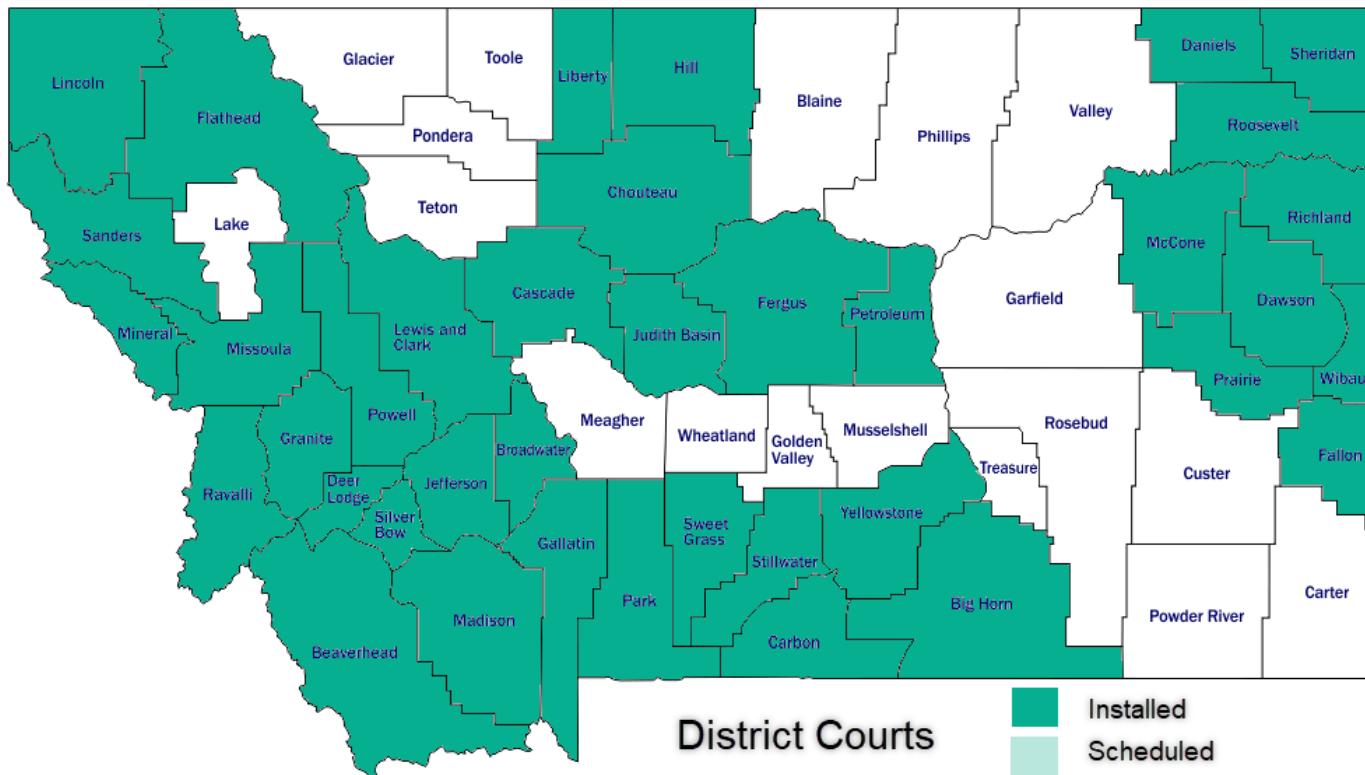 Lincoln
Flathead
Glacier
Toole
Liberty
Hill
Blaine
Phillips
Valley
Daniels
Sheridan
Roosevelt
Pondera
Teton
Chouteau
Lake
Sanders
Richland
McCone
Dawson
Garfield
Cascade
Fergus
Petroleum
Judith Basin
Lewis and
Clark
Mineral
Missoula
Powell
Prairie
Wibau
Meagher
Wheatland
Golden
Valley
Musselshell
Rosebud
Treasure
Custer
Fallon
Granite
Ravalli
Deer
Lodge
Silver
Bow
Jefferson
Broadwater
Gallatin
Park
Sweet
Grass
Stillwater
Yellowstone
Big Horn
Carbon
Powder River
Carter
Madison
Beaverhead
District Courts
Installed
Scheduled